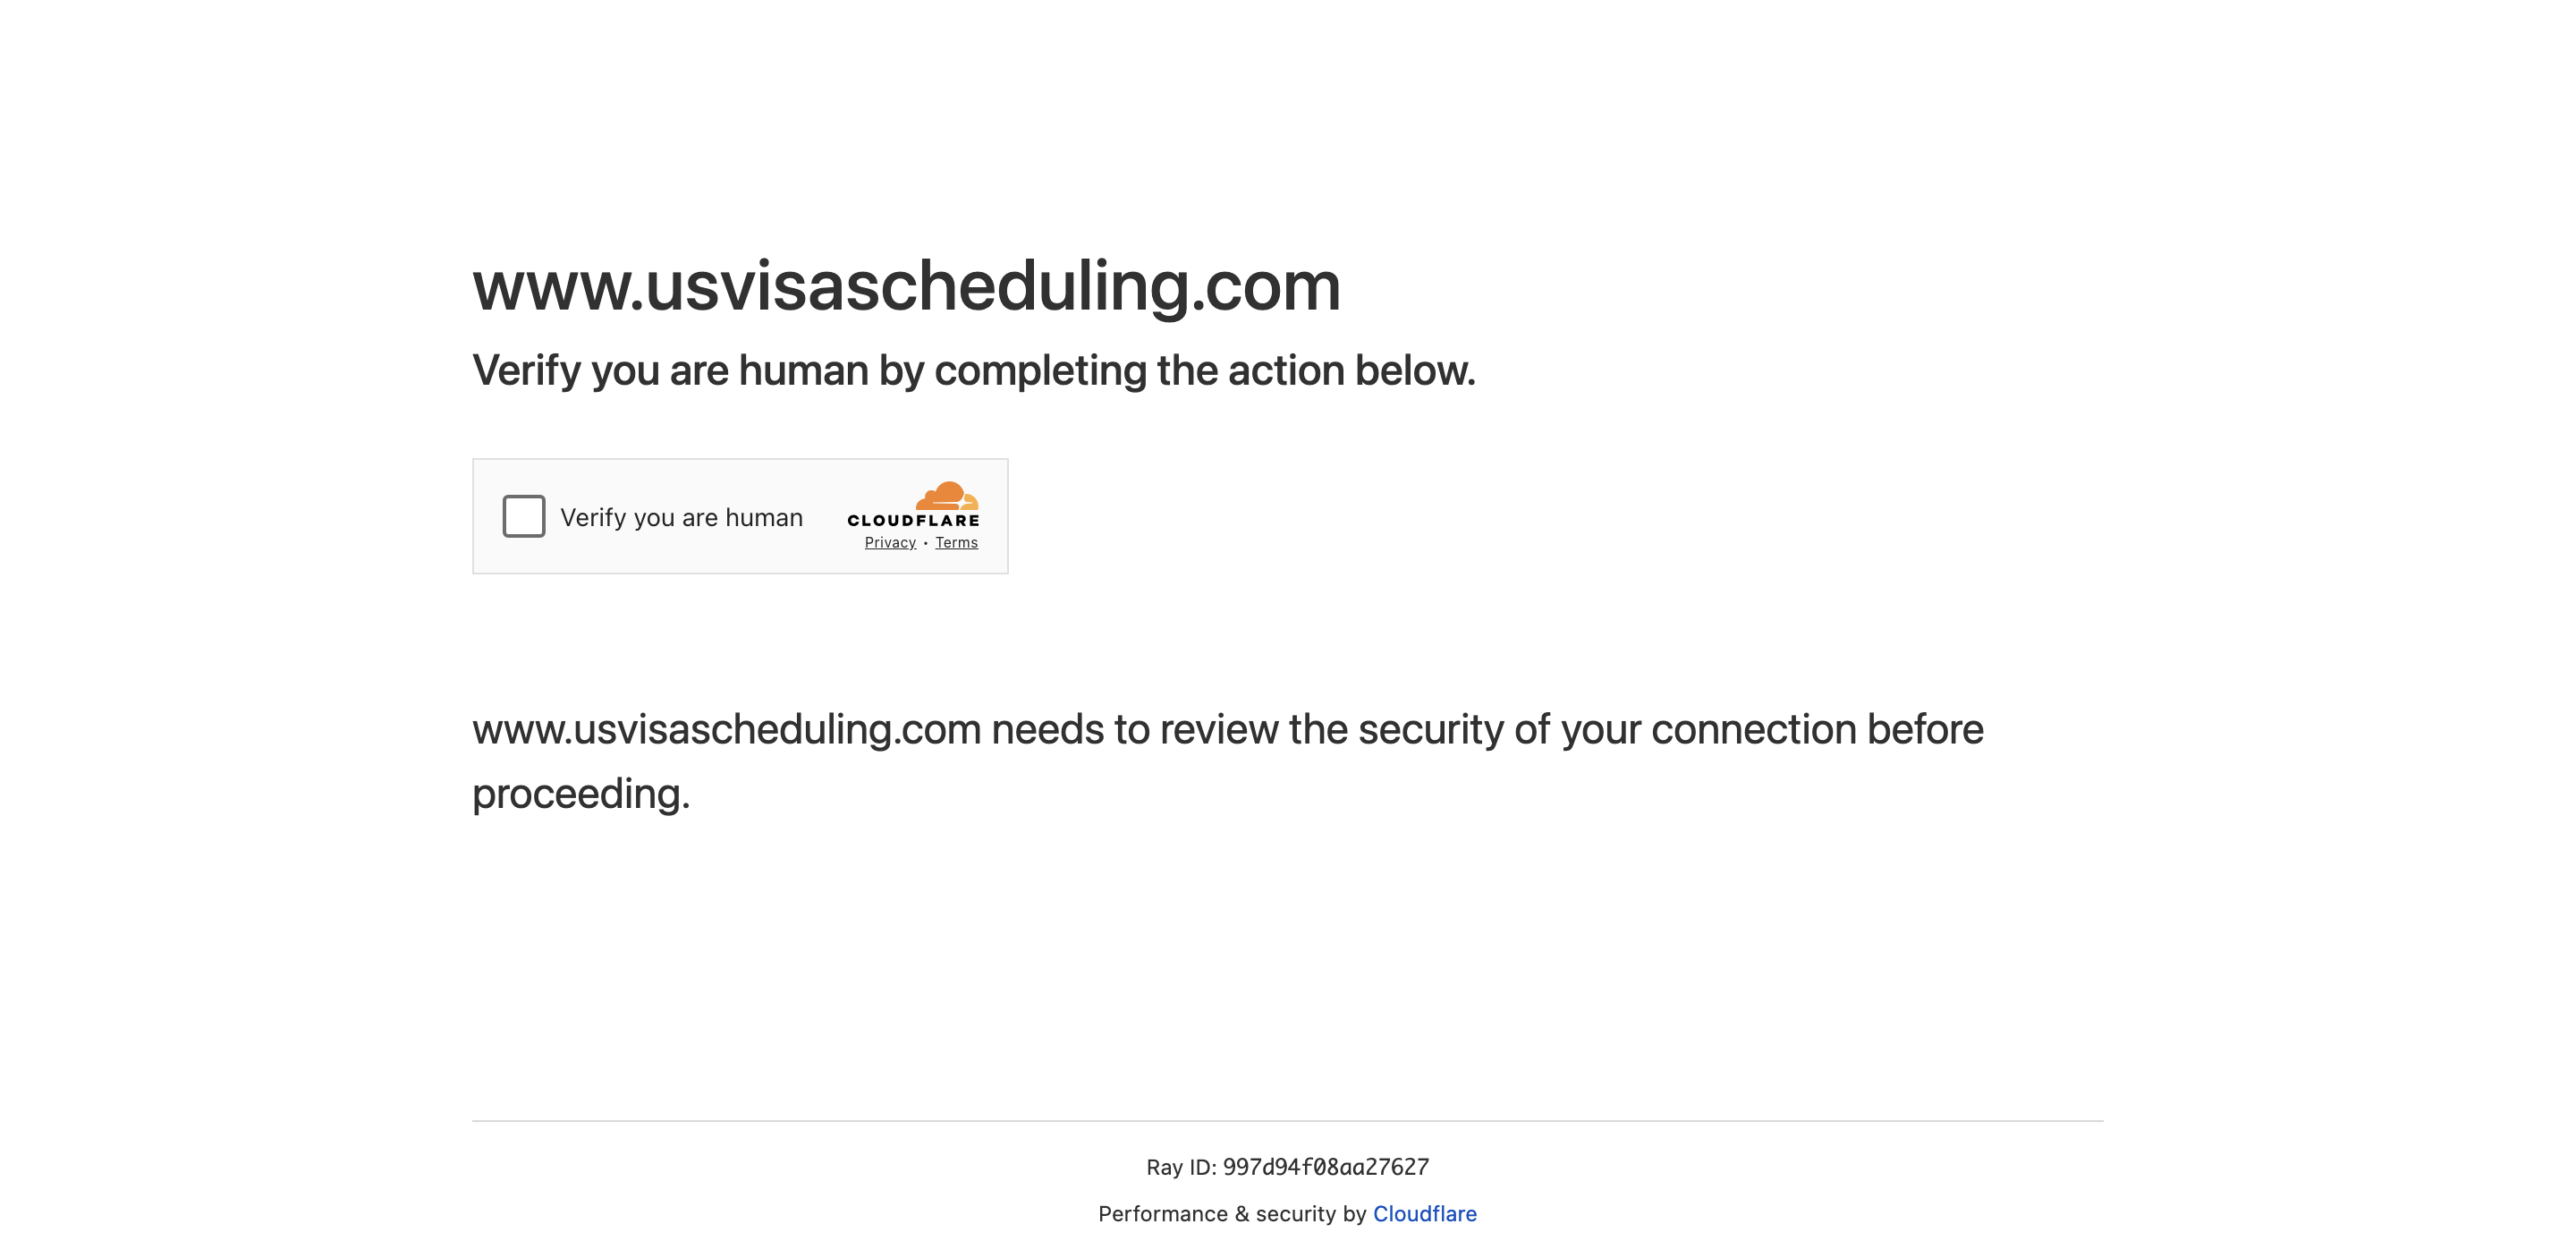 www.usvisascheduling.com
Verify you are human by completing the action below.
Verify you are human
CLOUDFLARE
Privacy • Terms
www.usvisascheduling.com needs to review the security of your connection before
proceeding.
Ray ID: 997d94f08aa27627
Performance & security by Cloudflare